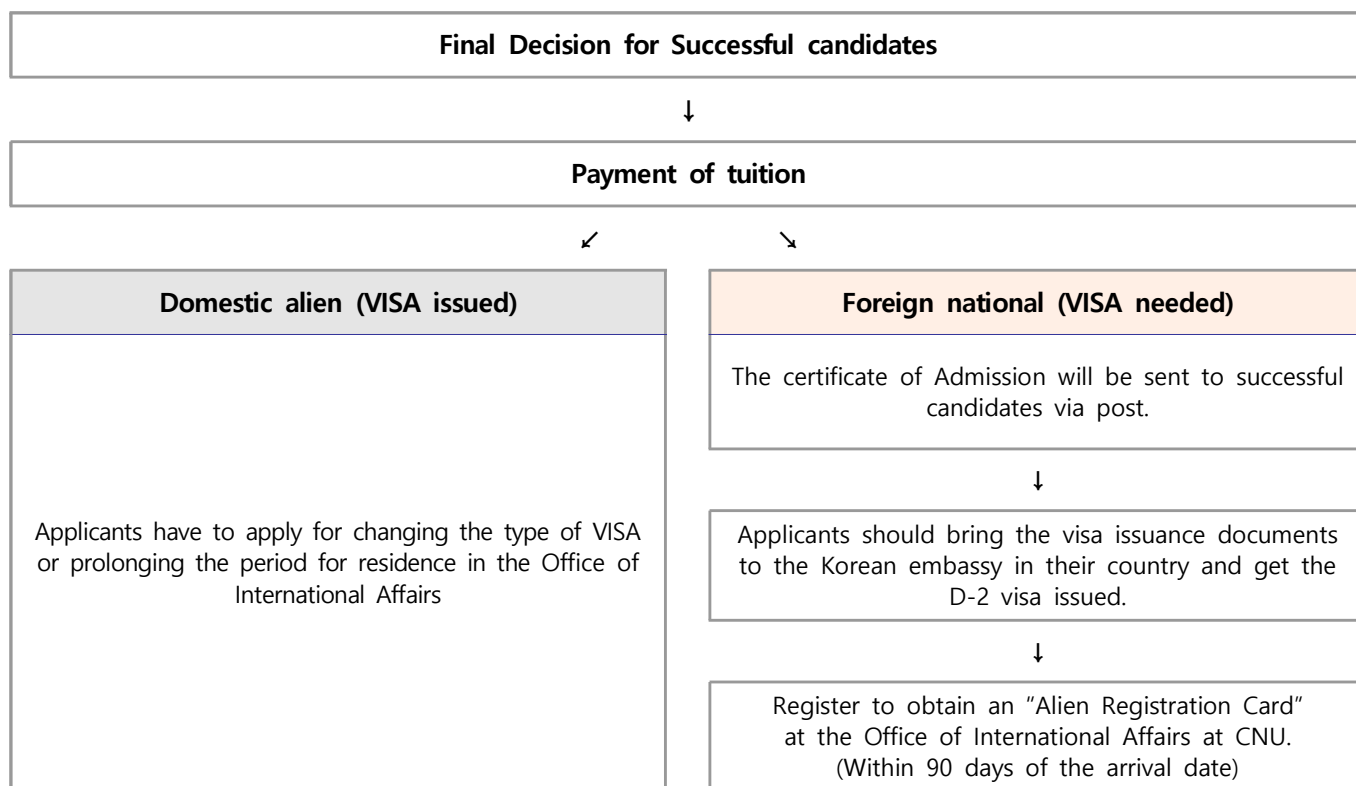 Final Decision for Successful candidates
↓
Payment of tuition
↙ ↘
Domestic alien (VISA issued)
Applicants have to apply for changing the type of VISA
or prolonging the period for residence in the Office of
International Affairs
Foreign national (VISA needed)
The certificate of Admission will be sent to successful
candidates via post.
↓
Applicants should bring the visa issuance documents
to the Korean embassy in their country and get the
D-2 visa issued.
↓
Register to obtain an “Alien Registration Card”
at the Office of International Affairs at CNU.
(Within 90 days of the arrival date)